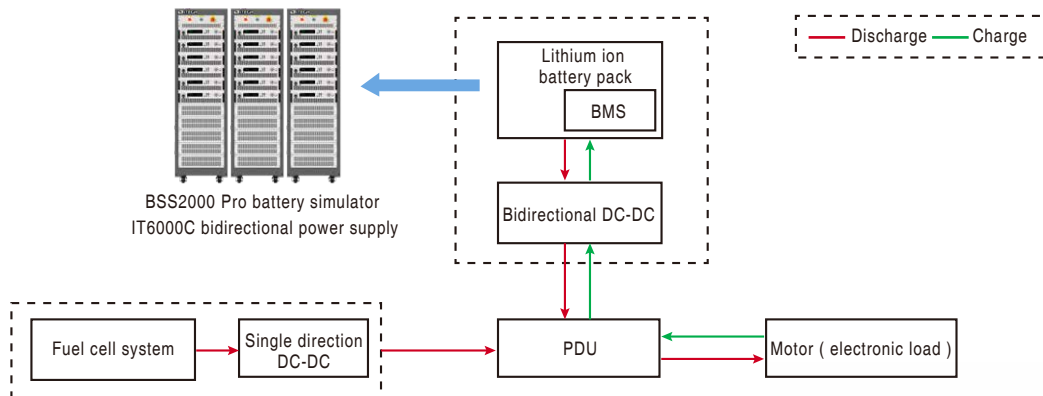 Discharge
Charge
Lithium ion
battery pack
BMS
BSS2000 Pro battery simulator
IT6000C bidirectional power supply
Bidirectional DC-DC
Fuel cell system
Single direction
DC-DC
PDU
Motor ( electronic load )